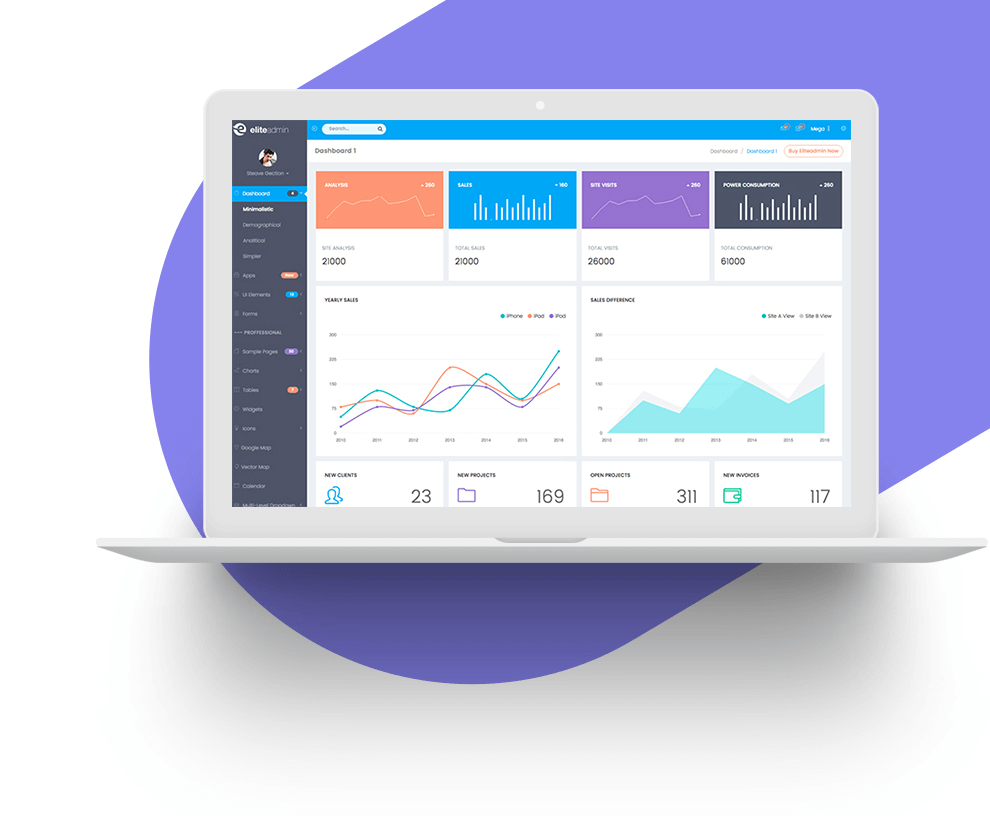 eliteadmin
Search...
Mega
Steave Gection
Dashboard 1
Dashboard / Dashboard 1
Buy Eliteadmin Now
Dashboard 4
Minimalistic
Demographical
Analitical
Simpler
Apps New
UI Elements 13
Forms
--- PROFFESSIONAL
Sample Pages
Charts
Tables 7
Widgets
Icons
Google Map
Vector Map
Calendar
Multi-Level Dropdown
ANALYSIS 260
SITE ANALYSIS
21000
SALES 160
TOTAL SALES
21000
SITE VISITS 260
TOTAL VISITS
26000
POWER CONSUMPTION 260
TOTAL CONSUMPTION
61000
YEARLY SALES
iPhone iPad iPod
300
225
150
75
0
2010 2011 2012 2013 2014 2015 2016
SALES DIFFERENCE
Site A View Site B View
300
225
150
75
0
2010 2011 2012 2013 2014 2015 2016
NEW CLIENTS
23
NEW PROJECTS
169
OPEN PROJECTS
311
NEW INVOICES
117